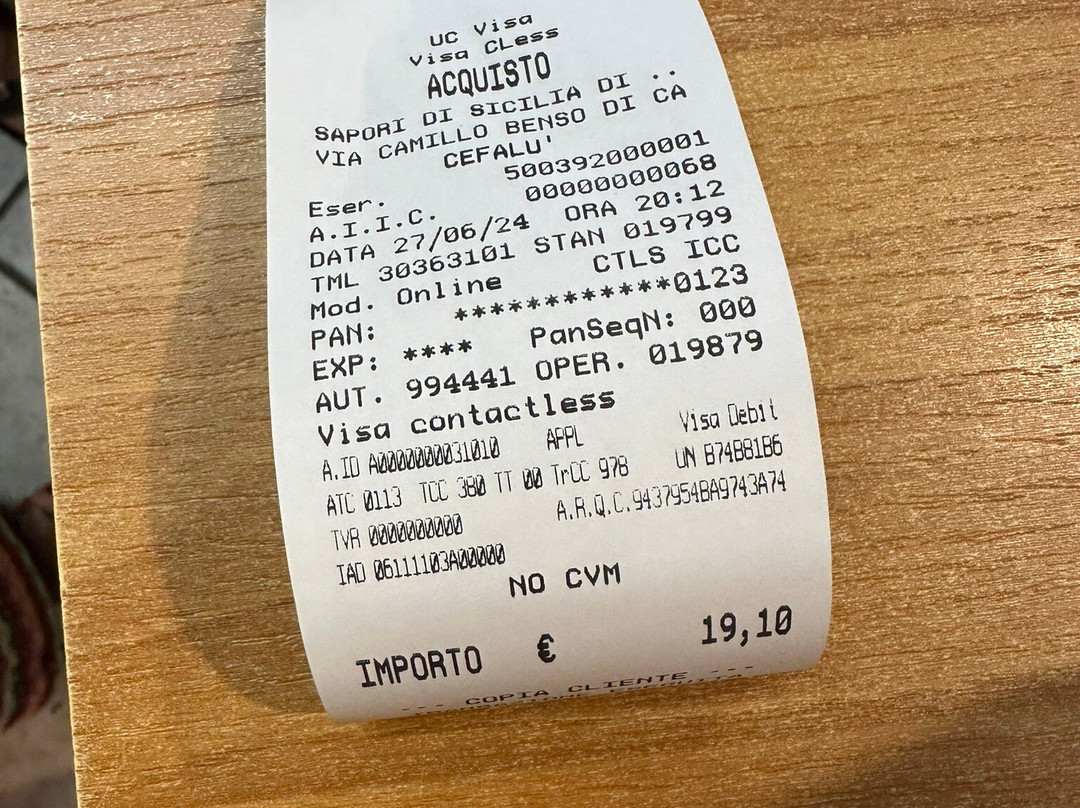 UC Visa
Visa CLess
ACQUISTO
SAPORI DI SICILIA DI ..
VIA CAMILLO BENSO DI CA
CEFALU'
Eser. 500392000001
A.I.I.C. 00000000068
DATA 27/06/24 ORA 20:12
TML 30363101 STAN 019799
Mod. Online CTLS ICC
PAN: ************0123
EXP: **** PanSeqN: 000
AUT. 994441 OPER. 019879
Visa contactless
A.ID A0000000031010 APPL Visa Debit
ATC 0113 TCC 380 TT 00 TrCC 978 UN B74B81B6
TVR 0000000000 A.R.Q.C.9437954BA9743A74
IAD 06111103A00000
NO CVM
IMPORTO € 19,10
--- COPIA CLIENTE ---